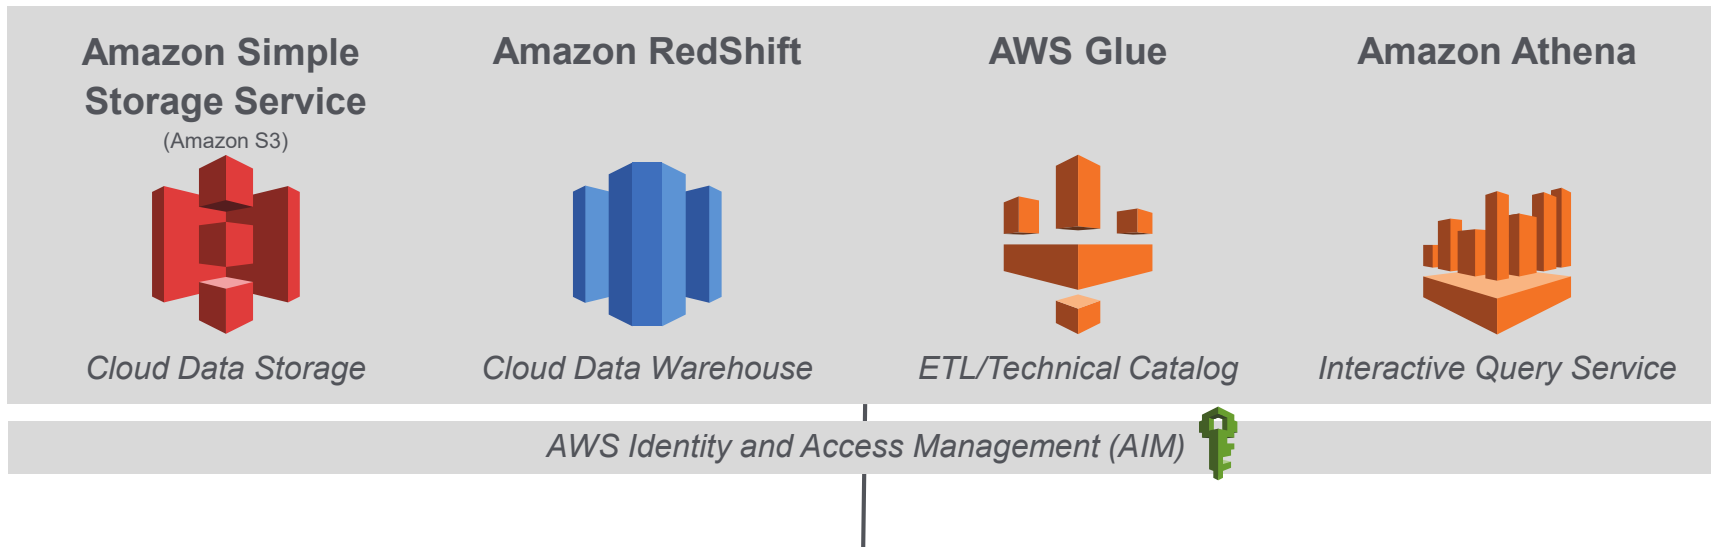 Amazon Simple
Storage Service
(Amazon S3)
Cloud Data Storage
Amazon RedShift
Cloud Data Warehouse
AWS Glue
ETL/Technical Catalog
Amazon Athena
Interactive Query Service
AWS Identity and Access Management (AIM)